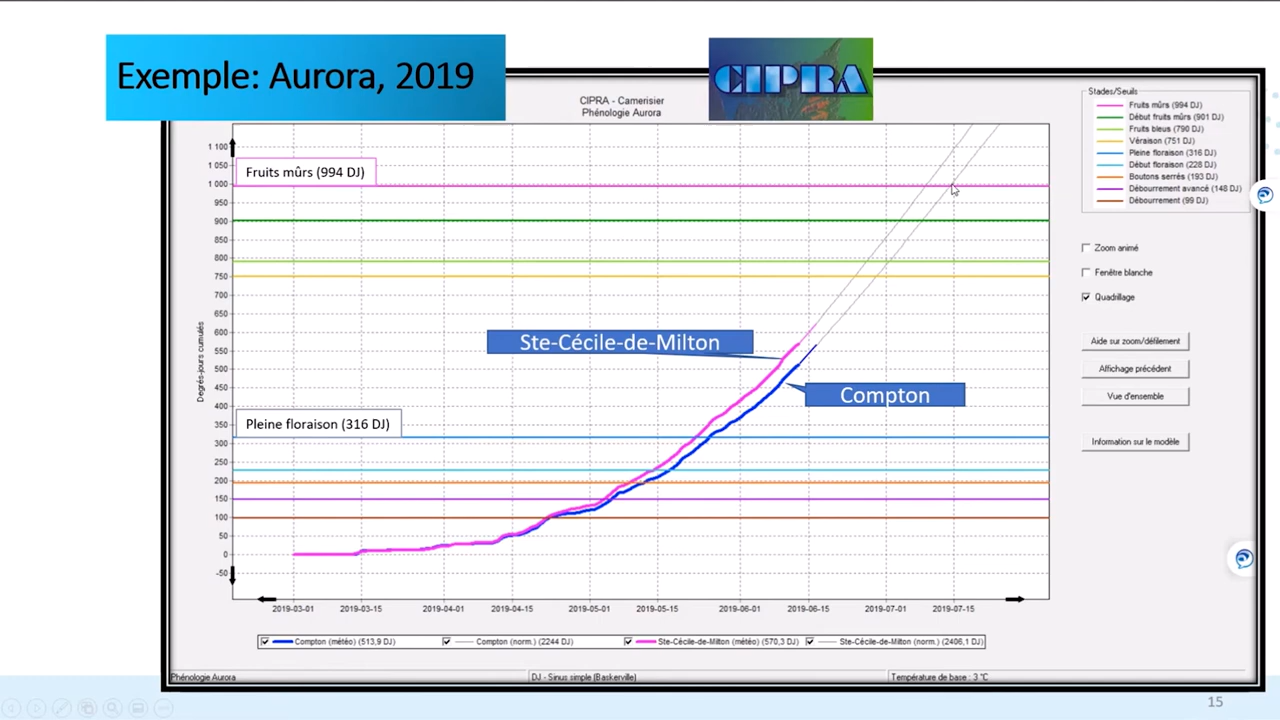 Exemple: Aurora, 2019
CIPRA
CIPRA - Camerisier
Phénologie Aurora
Stades/Seuils
Fruits mûrs (994 DJ)
Début fruits mûrs (901 DJ)
Fruits bleus (790 DJ)
Véraison (751 DJ)
Pleine floraison (316 DJ)
Début floraison (228 DJ)
Boutons serrés (193 DJ)
Débourrement avancé (148 DJ)
Débourrement (99 DJ)
Zoom animé
Fenêtre blanche
Quadrillage
Aide sur zoom/défilement
Affichage précédent
Vue d'ensemble
Information sur le modèle
Degrés-jours cumulés
1 100
1 050
1 000
950
900
850
800
750
700
650
600
550
500
450
400
350
300
250
200
150
100
50
0
-50
Fruits mûrs (994 DJ)
Ste-Cécile-de-Milton
Compton
Pleine floraison (316 DJ)
2019-03-01 2019-03-15 2019-04-01 2019-04-15 2019-05-01 2019-05-15 2019-06-01 2019-06-15 2019-07-01 2019-07-15
Compton (météo) (513,9 DJ) Compton (norm.) (2244 DJ) Ste-Cécile-de-Milton (météo) (570,3 DJ) Ste-Cécile-de-Milton (norm.) (2406,1 DJ)
Phénologie Aurora DJ - Sinus simple (Baskerville) Température de base : 3 °C
15